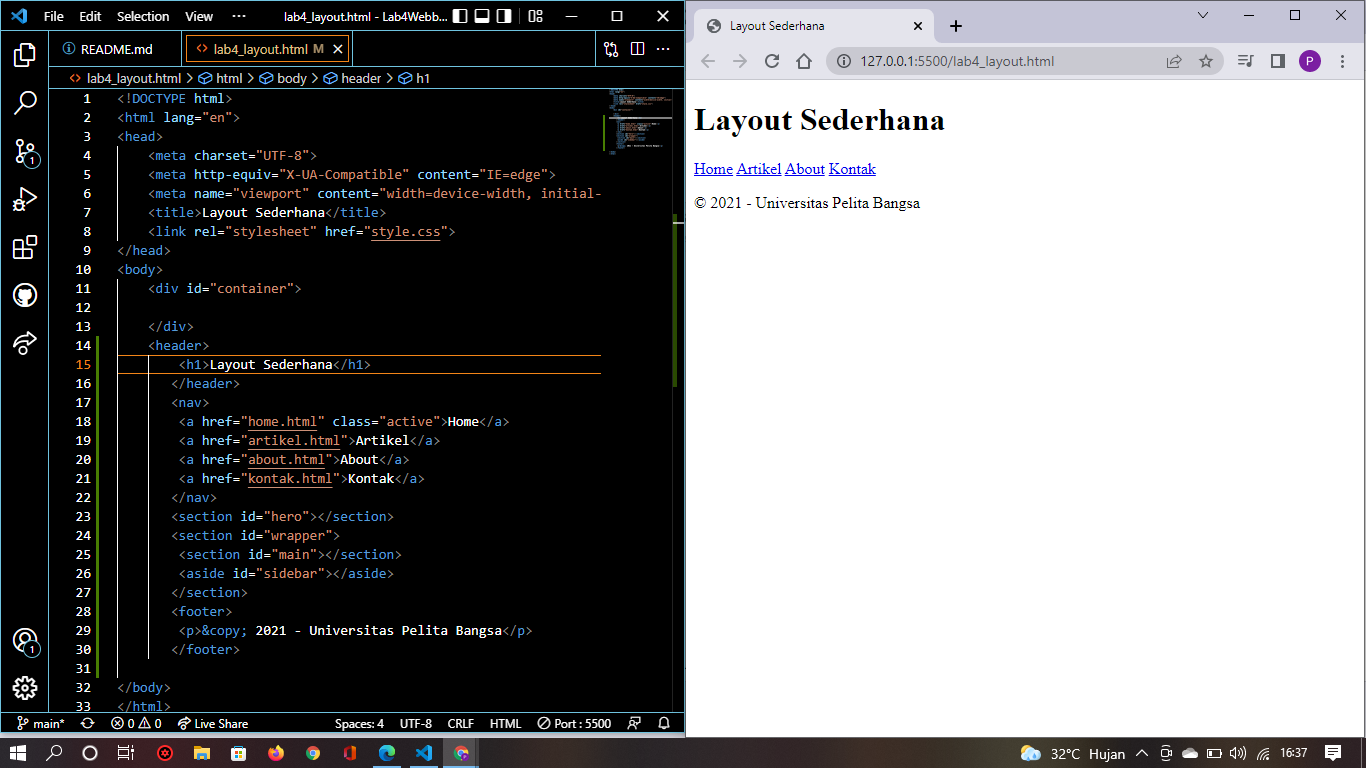 File Edit Selection View ··· lab4_layout.html - Lab4Webb...
README.md lab4_layout.html M
lab4_layout.html > html > body > header > h1
1 <!DOCTYPE html>
2 <html lang="en">
3 <head>
4 <meta charset="UTF-8">
5 <meta http-equiv="X-UA-Compatible" content="IE=edge">
6 <meta name="viewport" content="width=device-width, initial-
7 <title>Layout Sederhana</title>
8 <link rel="stylesheet" href="style.css">
9 </head>
10 <body>
11 <div id="container">
12
13 </div>
14 <header>
15 <h1>Layout Sederhana</h1>
16 </header>
17 <nav>
18 <a href="home.html" class="active">Home</a>
19 <a href="artikel.html">Artikel</a>
20 <a href="about.html">About</a>
21 <a href="kontak.html">Kontak</a>
22 </nav>
23 <section id="hero"></section>
24 <section id="wrapper">
25 <section id="main"></section>
26 <aside id="sidebar"></aside>
27 </section>
28 <footer>
29 <p>&copy; 2021 - Universitas Pelita Bangsa</p>
30 </footer>
31
32 </body>
33 </html>
1
1
main* 0 0 Live Share Spaces: 4 UTF-8 CRLF HTML Port : 5500
Layout Sederhana
127.0.0.1:5500/lab4_layout.html P
Layout Sederhana
Home Artikel About Kontak
© 2021 - Universitas Pelita Bangsa
32°C Hujan 16:37